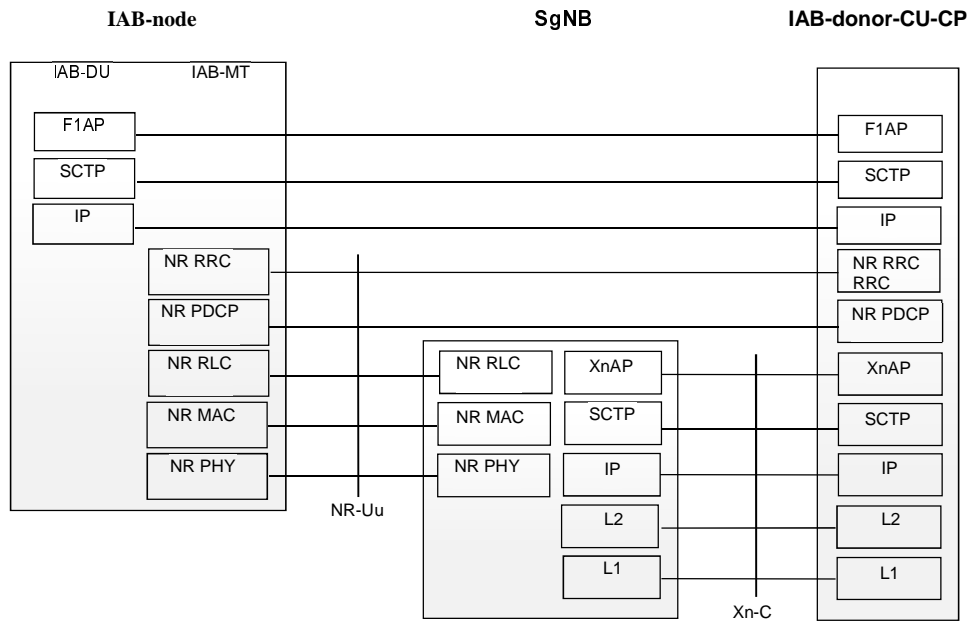 IAB-node
SgNB
IAB-donor-CU-CP
IAB-DU
IAB-MT
F1AP
F1AP
SCTP
SCTP
IP
IP
NR RRC
NR RRC
RRC
NR PDCP
NR PDCP
NR RLC
NR RLC
XnAP
XnAP
NR MAC
NR MAC
SCTP
SCTP
NR PHY
NR PHY
IP
IP
NR-Uu
L2
L2
L1
L1
Xn-C